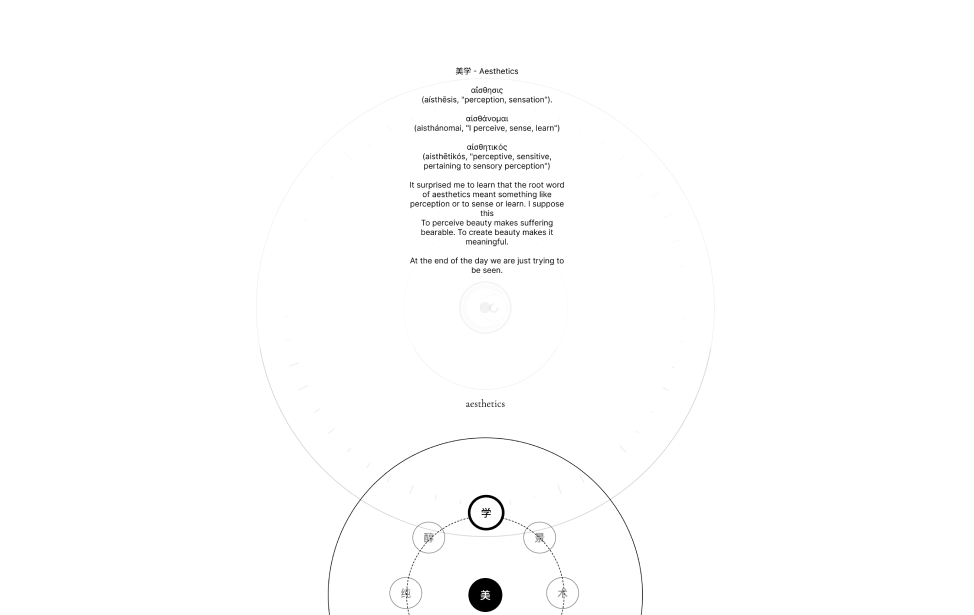 美学 - Aesthetics
αἴσθησις
(aísthēsis, "perception, sensation").
αἰσθάνομαι
(aisthánomai, "I perceive, sense, learn")
αἰσθητικός
(aisthētikós, "perceptive, sensitive,
pertaining to sensory perception")
It surprised me to learn that the root word
of aesthetics meant something like
perception or to sense or learn. I suppose
this
To perceive beauty makes suffering
bearable. To create beauty makes it
meaningful.
At the end of the day we are just trying to
be seen.
aesthetics
学
醇
景
纯
美
术